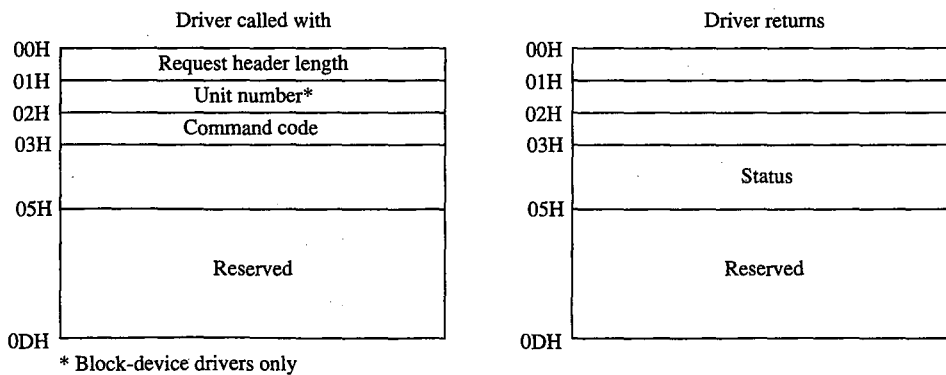 Driver called with
00H
Request header length
01H
Unit number*
02H
Command code
03H
05H
Reserved
0DH
* Block-device drivers only
Driver returns
00H
01H
02H
03H
Status
05H
Reserved
0DH